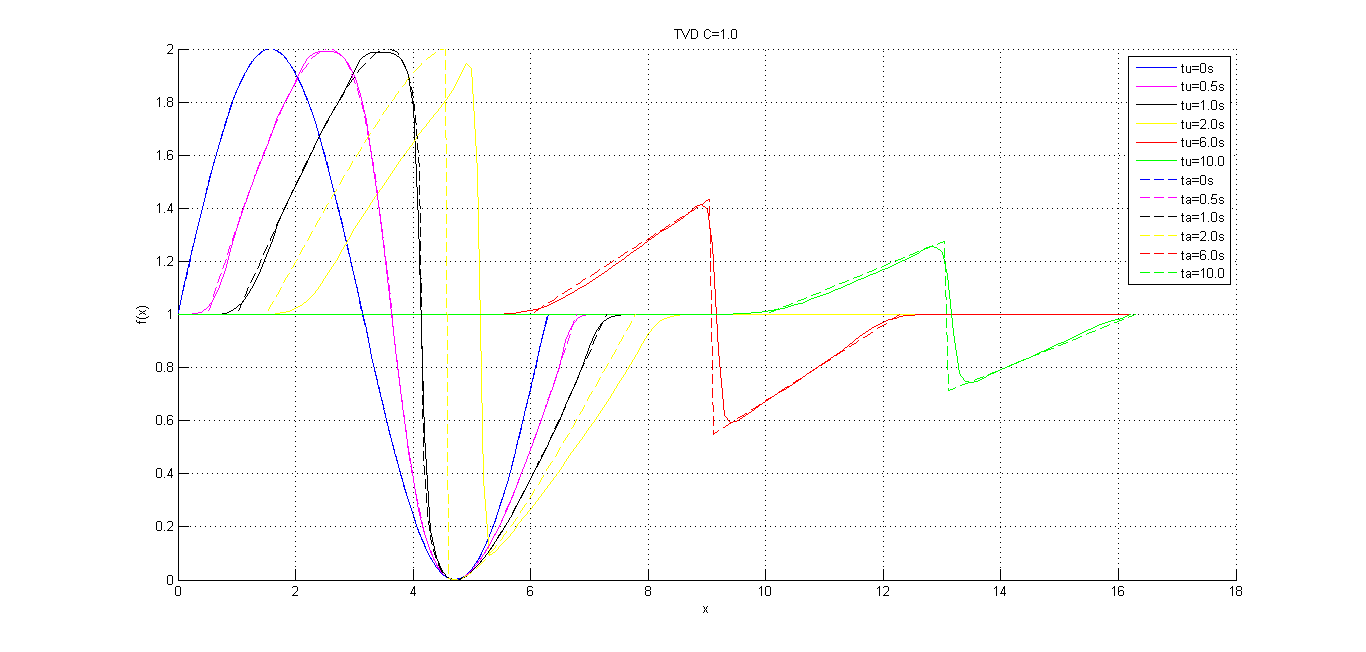 TVD C=1.0
2
1.8
1.6
1.4
1.2
1
0.8
0.6
0.4
0.2
0
f(x)
0 2 4 6 8 10 12 14 16 18
x
tu=0s
tu=0.5s
tu=1.0s
tu=2.0s
tu=6.0s
tu=10.0
ta=0s
ta=0.5s
ta=1.0s
ta=2.0s
ta=6.0s
ta=10.0